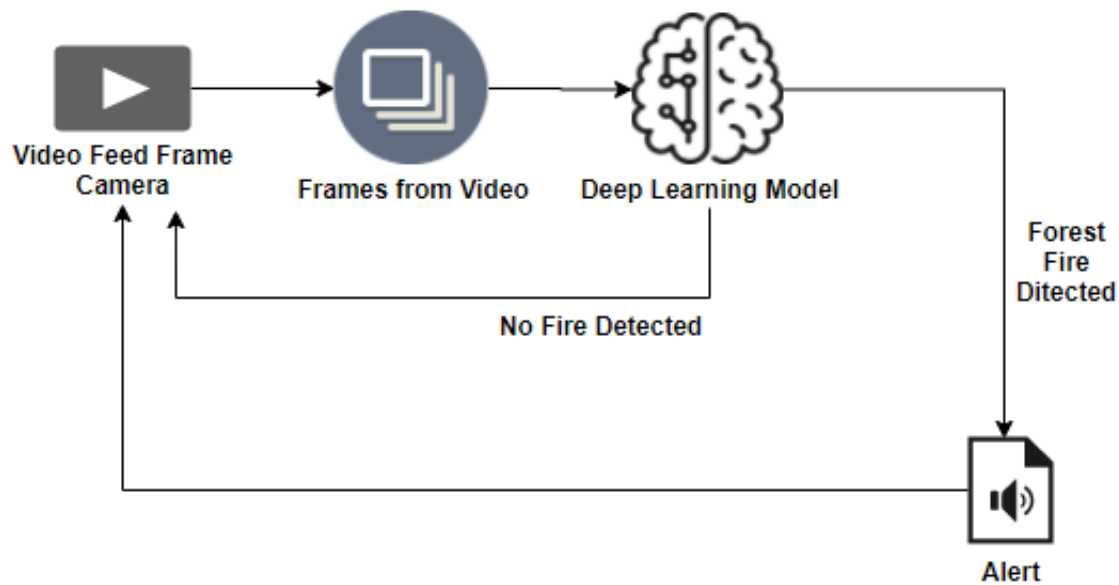 Video Feed Frame
Camera
Frames from Video
Deep Learning Model
Forest
Fire
Ditected
No Fire Detected
Alert